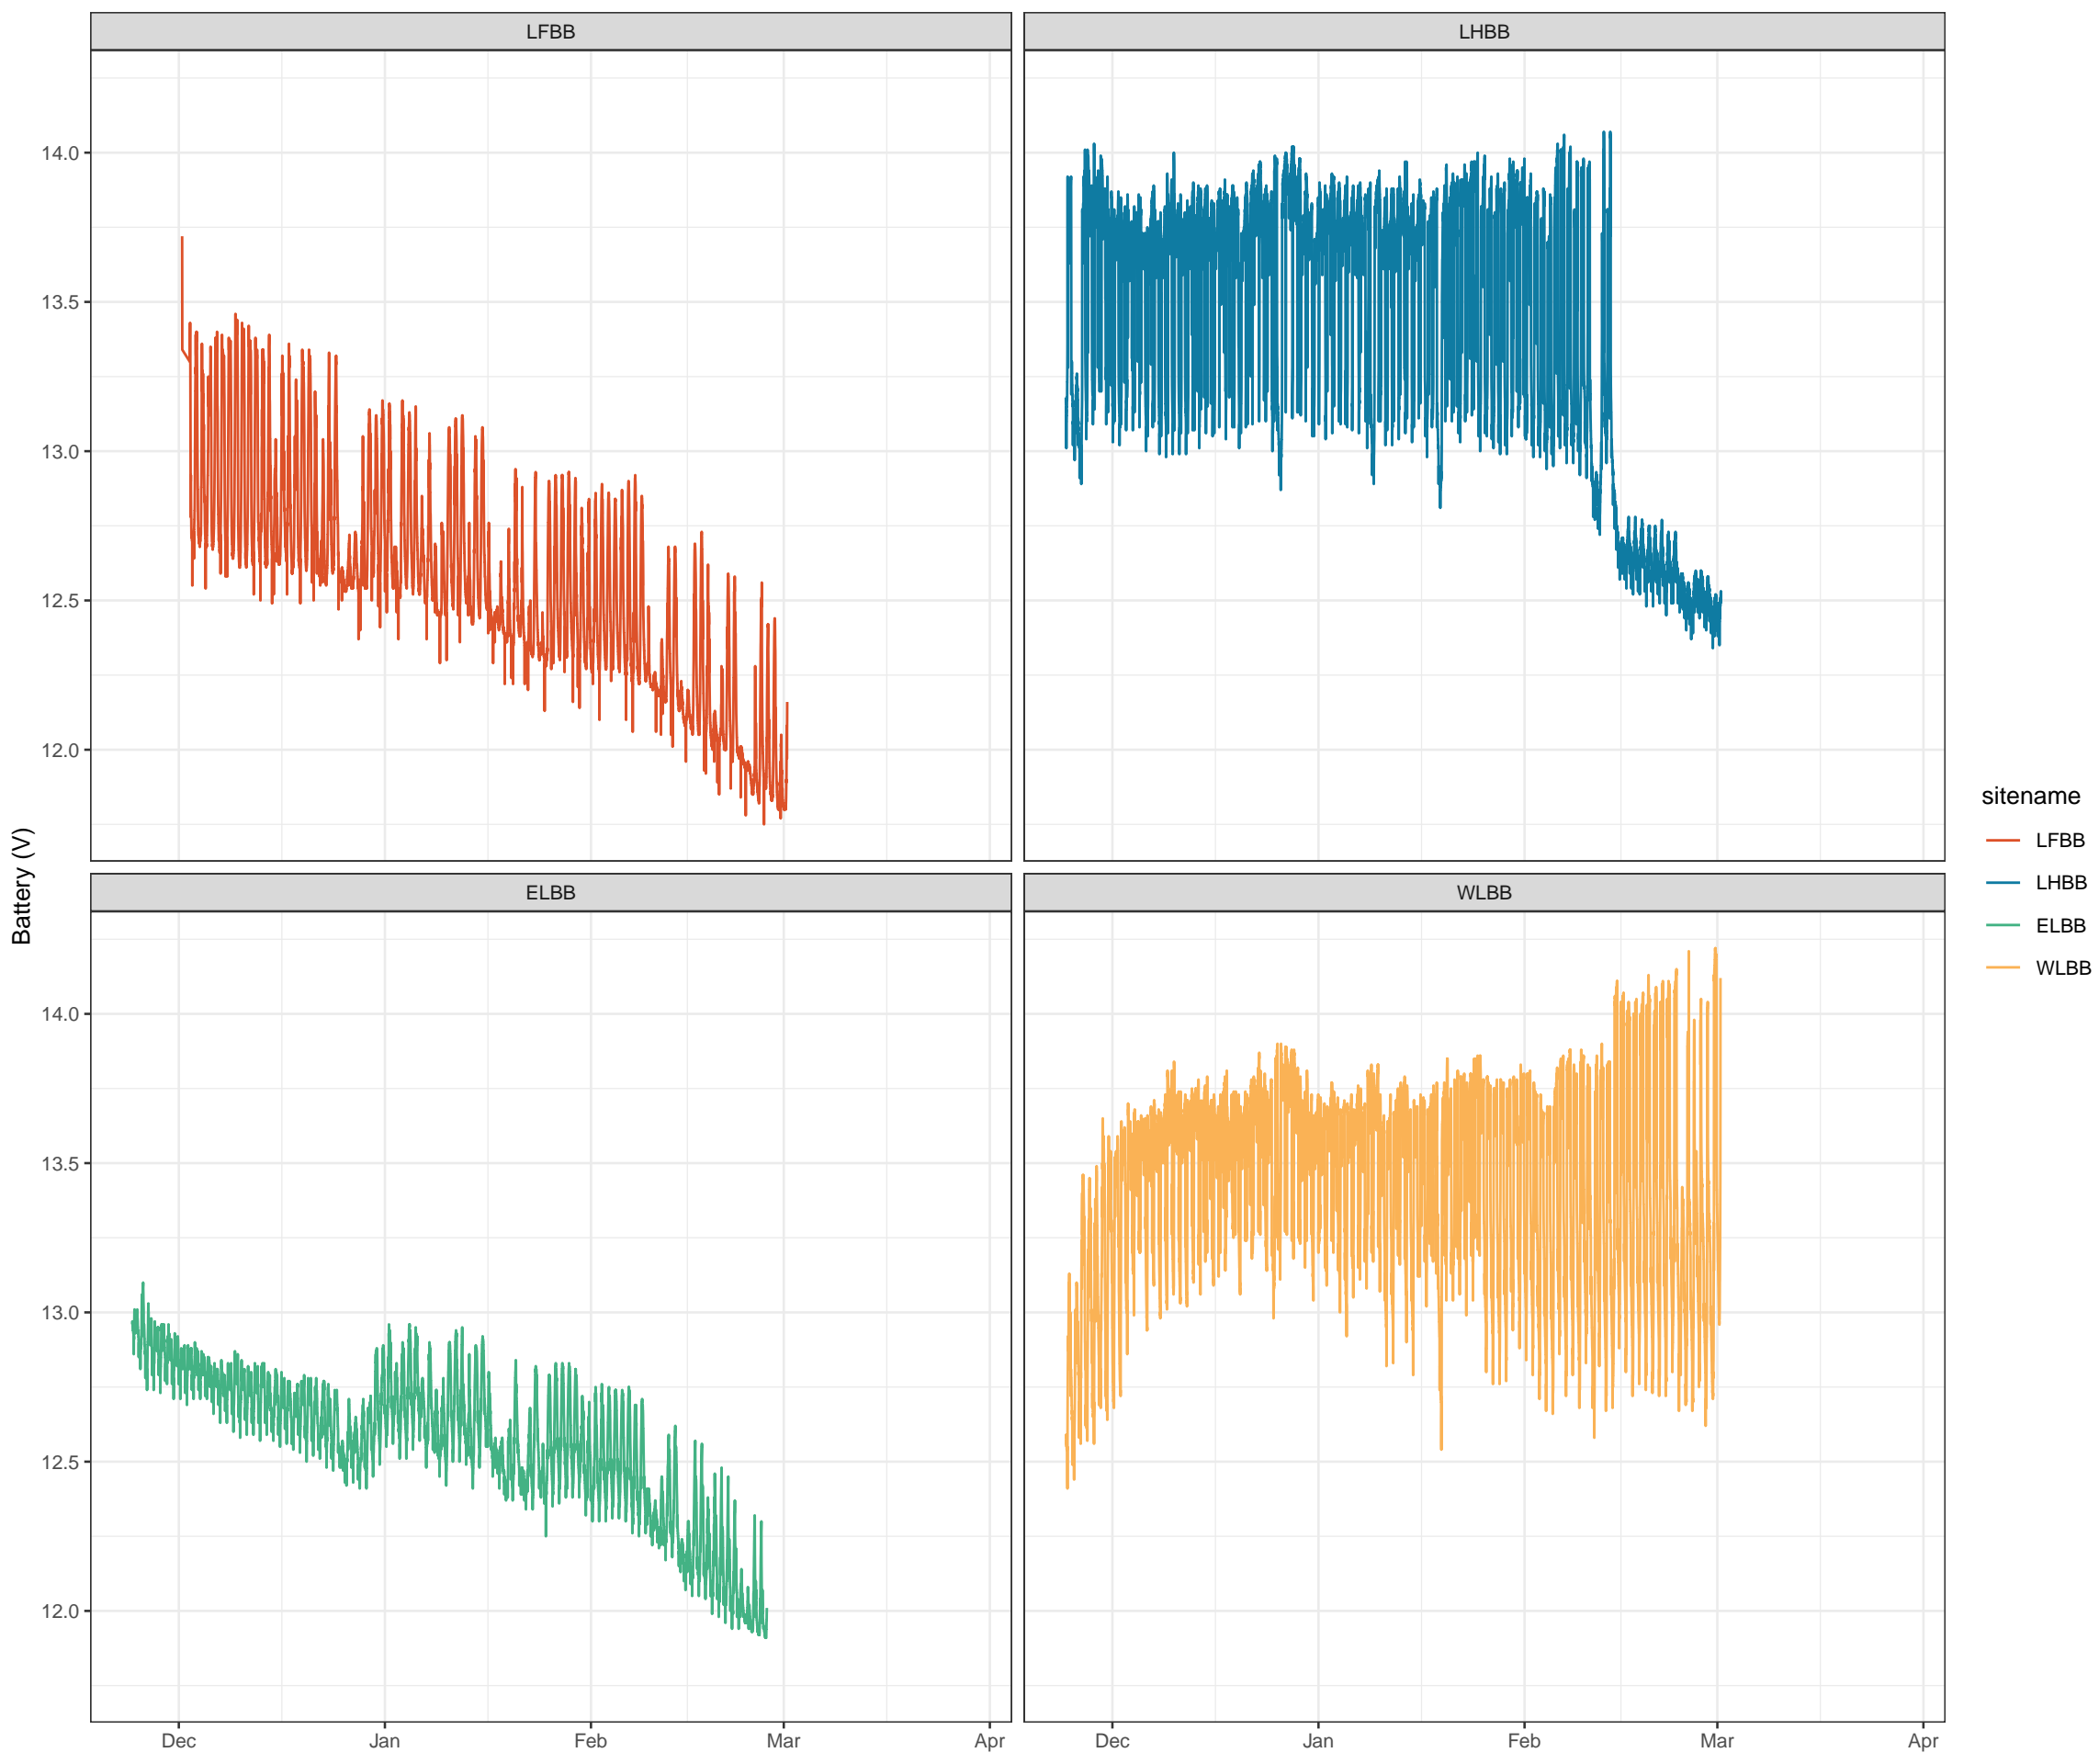 LFBB
LHBB
14.0
13.5
13.0
12.5
12.0
ELBB
WLBB
14.0
13.5
13.0
12.5
12.0
Battery (V)
Dec
Jan
Feb
Mar
Apr
Dec
Jan
Feb
Mar
Apr
sitename
LFBB
LHBB
ELBB
WLBB